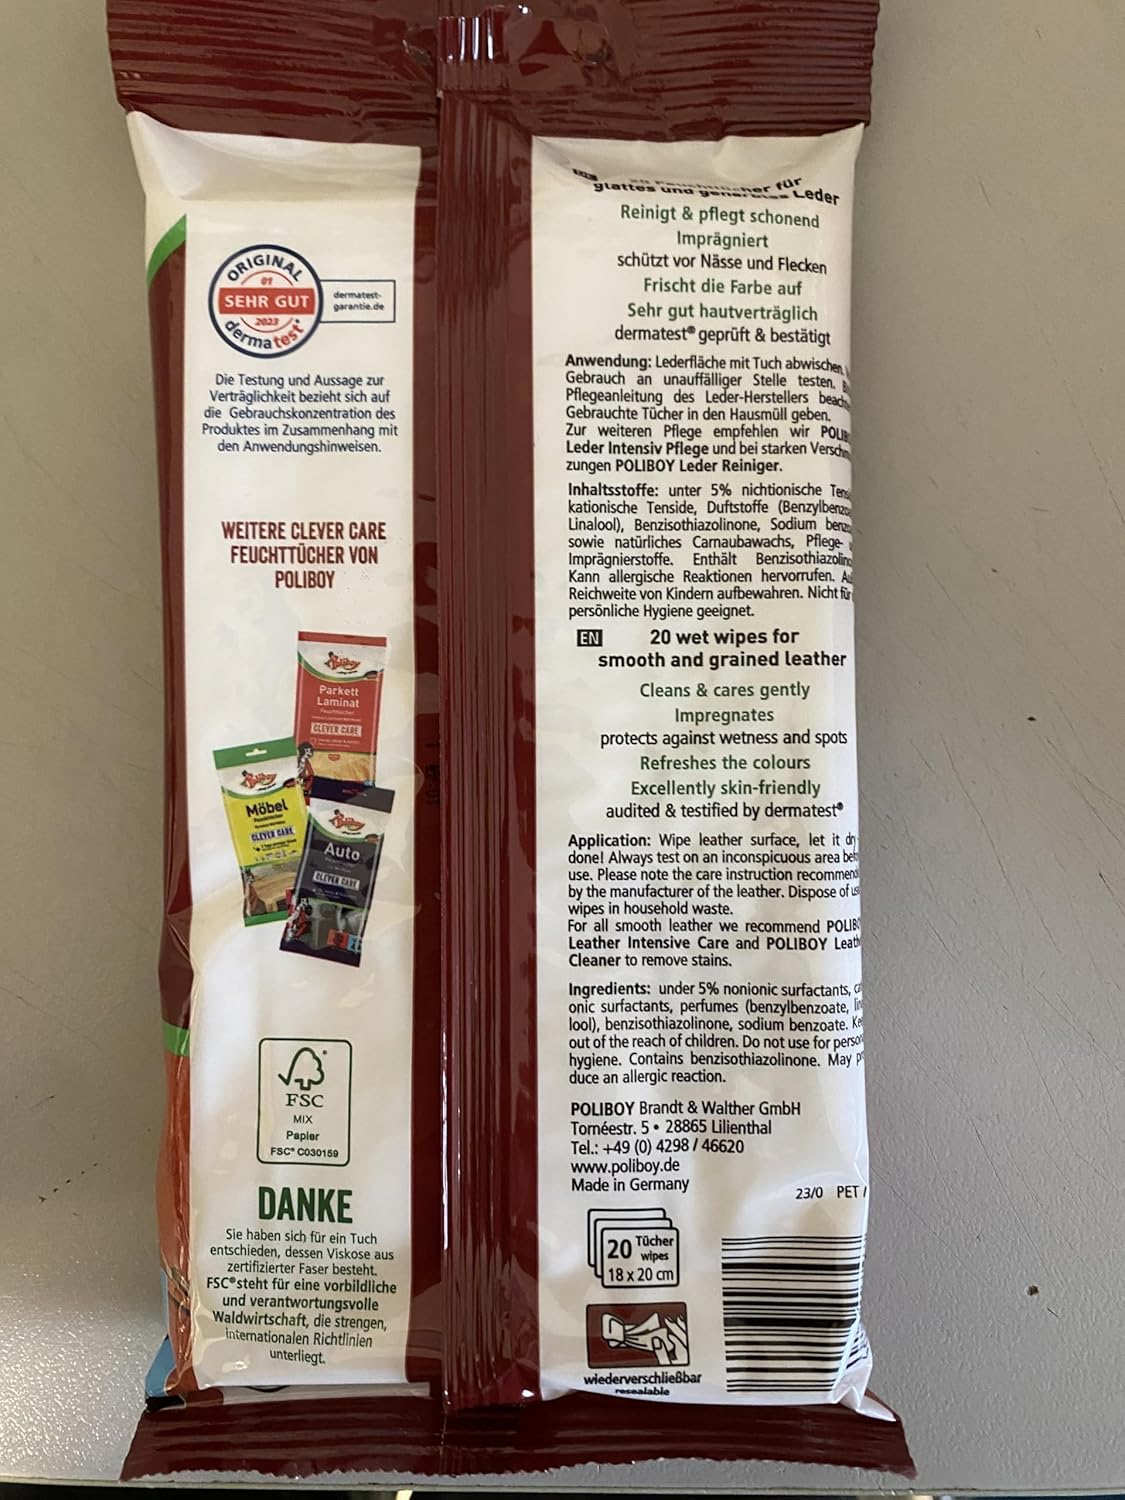 ORIGINAL
01
SEHR GUT
2023
dermatest®
dermatest-
garantie.de
Die Testung und Aussage zur
Verträglichkeit bezieht sich auf
die Gebrauchskonzentration des
Produktes im Zusammenhang mit
den Anwendungshinweisen.
WEITERE CLEVER CARE
FEUCHTTÜCHER VON
POLIBOY
Poliboy
Parkett
Laminat
Feuchttücher
CLEVER CARE
Poliboy
Möbel
CLEVER CARE
Poliboy
Auto
CLEVER CARE
FSC
MIX
Papier
FSC® C030159
DANKE
Sie haben sich für ein Tuch
entschieden, dessen Viskose aus
zertifizierter Faser besteht.
FSC® steht für eine vorbildliche
und verantwortungsvolle
Waldwirtschaft, die strengen,
internationalen Richtlinien
unterliegt.
für
glattes und Leder
Reinigt & pflegt schonend
Imprägniert
schützt vor Nässe und Flecken
Frischt die Farbe auf
Sehr gut hautverträglich
dermatest® geprüft & bestätigt
Anwendung: Lederfläche mit Tuch abwischen,
Gebrauch an unauffälliger Stelle testen.
Pflegeanleitung des Leder-Herstellers
Gebrauchte Tücher in den Hausmüll geben.
Zur weiteren Pflege empfehlen wir
Leder Intensiv Pflege und bei starken
zungen POLIBOY Leder Reiniger.
Inhaltsstoffe: unter 5% nichtionische
kationische Tenside, Duftstoffe
Linalool), Benzisothiazolinone, Sodium
sowie natürliches Carnaubawachs, Pflege-
Imprägnierstoffe. Enthält
Kann allergische Reaktionen hervorrufen.
Reichweite von Kindern aufbewahren. Nicht für
persönliche Hygiene geeignet.
EN 20 wet wipes for
smooth and grained leather
Cleans & cares gently
Impregnates
protects against wetness and spots
Refreshes the colours
Excellently skin-friendly
audited & testified by dermatest®
Application: Wipe leather surface, let it dry
done! Always test on an inconspicuous area
use. Please note the care instruction
by the manufacturer of the leather. Dispose of
wipes in household waste.
For all smooth leather we recommend
Leather Intensive Care and POLIBOY
Cleaner to remove stains.
Ingredients: under 5% nonionic surfactants,
onic surfactants, perfumes (benzylbenzoate,
lool), benzisothiazolinone, sodium benzoate.
out of the reach of children. Do not use for
hygiene. Contains benzisothiazolinone. May
duce an allergic reaction.
POLIBOY Brandt & Walther GmbH
Tornéestr. 5 • 28865 Lilienthal
Tel.: +49 (0) 4298 / 46620
www.poliboy.de
Made in Germany
23/0 PET
20 Tücher
wipes
18 x 20 cm
wiederverschließbar
resealable